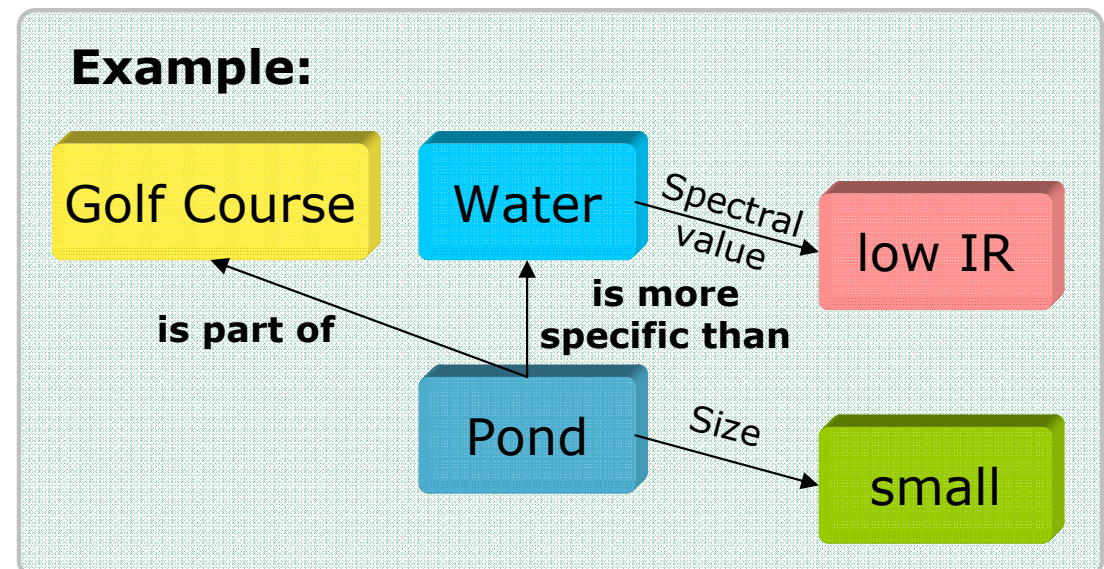 Example:
Golf Course
Water
Spectral
value
low IR
is part of
is more
specific than
Pond
Size
small